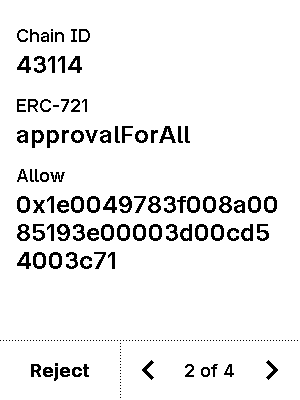 Chain ID
43114
ERC-721
approvalForAll
Allow
0x1e0049783f008a00
85193e00003d00cd5
4003c71
Reject
2 of 4